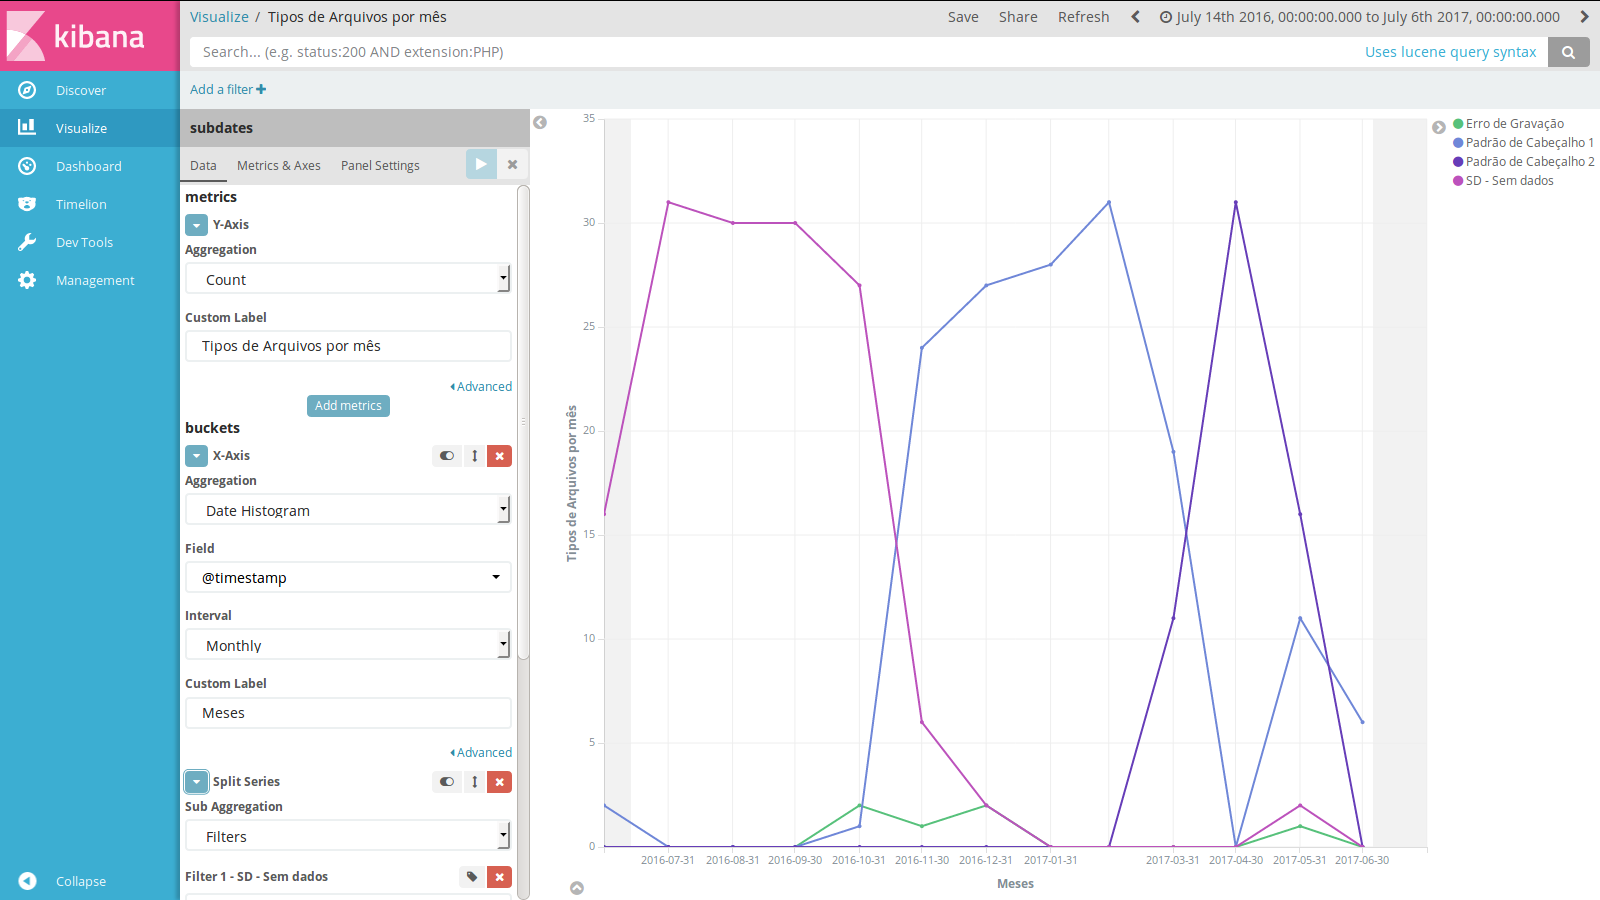 kibana
Discover
Visualize
Dashboard
Timelion
Dev Tools
Management
Collapse
Visualize / Tipos de Arquivos por mês
Save Share Refresh July 14th 2016, 00:00:00.000 to July 6th 2017, 00:00:00.000
Search... (e.g. status:200 AND extension:PHP) Uses lucene query syntax
Add a filter
subdates
Data Metrics & Axes Panel Settings
metrics
Y-Axis
Aggregation
Count
Custom Label
Tipos de Arquivos por mês
Advanced
Add metrics
buckets
X-Axis
Aggregation
Date Histogram
Field
@timestamp
Interval
Monthly
Custom Label
Meses
Advanced
Split Series
Sub Aggregation
Filters
Filter 1 - SD - Sem dados
Tipos de Arquivos por mês
35
30
25
20
15
10
5
0
2016-07-31 2016-08-31 2016-09-30 2016-10-31 2016-11-30 2016-12-31 2017-01-31 2017-03-31 2017-04-30 2017-05-31 2017-06-30
Meses
Erro de Gravação
Padrão de Cabeçalho 1
Padrão de Cabeçalho 2
SD - Sem dados